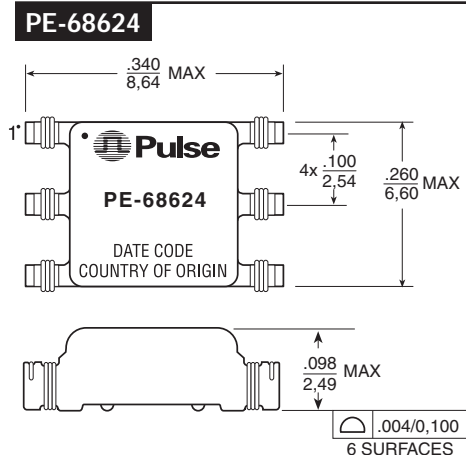 PE-68624
.340
8,64 MAX
1
Pulse
4x .100
2,54
.260
6,60 MAX
PE-68624
DATE CODE
COUNTRY OF ORIGIN
.098
2,49 MAX
.004/0,100
6 SURFACES